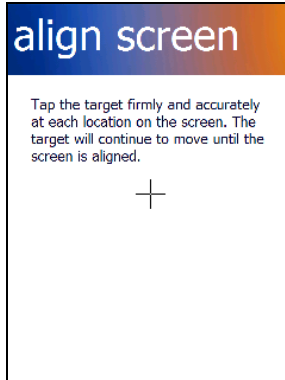 align screen
Tap the target firmly and accurately
at each location on the screen. The
target will continue to move until the
screen is aligned.